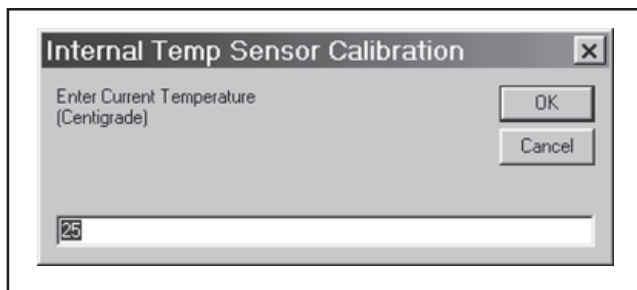 Internal Temp Sensor Calibration
Enter Current Temperature
(Centigrade)
OK
Cancel
25